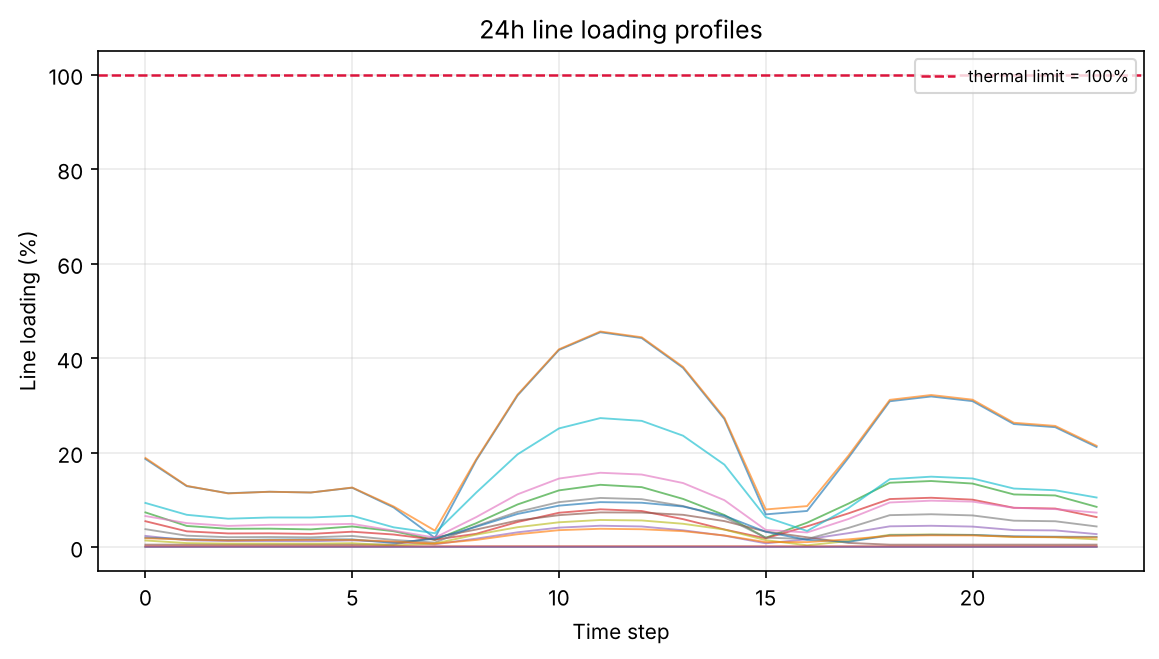 24h line loading profiles
thermal limit = 100%
Line loading (%)
100
80
60
40
20
0
0 5 10 15 20
Time step